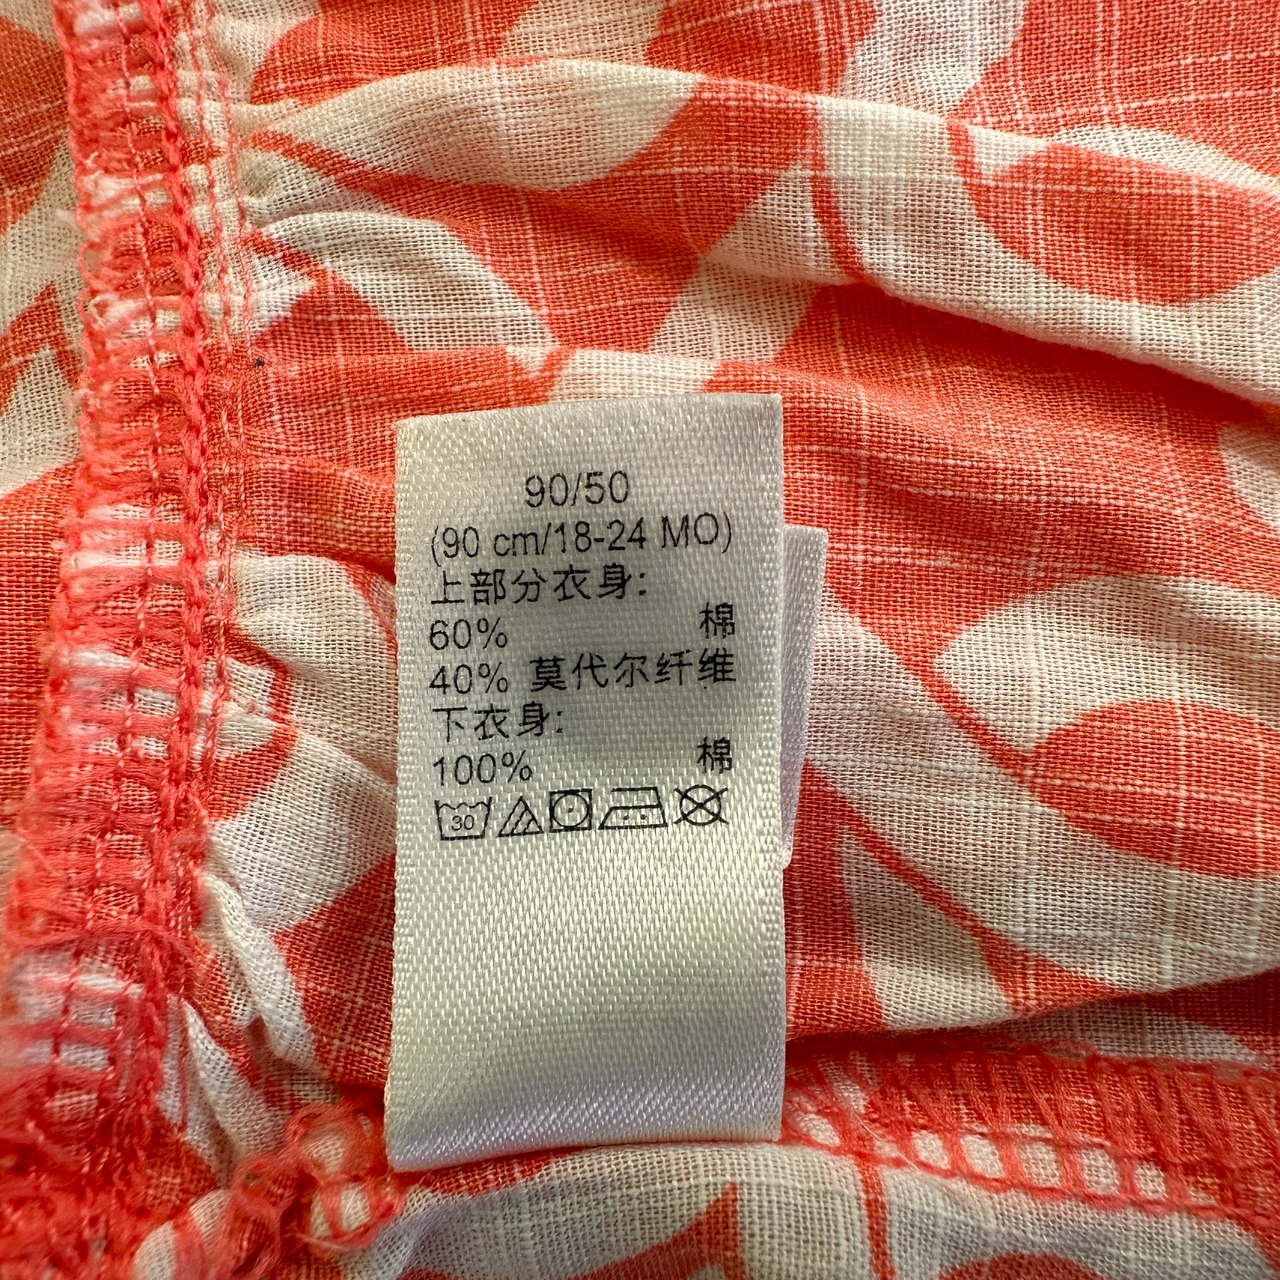 90/50
(90 cm/18-24 MO)
上部分衣身:
60% 棉
40% 莫代尔纤维
下衣身:
100% 棉
30